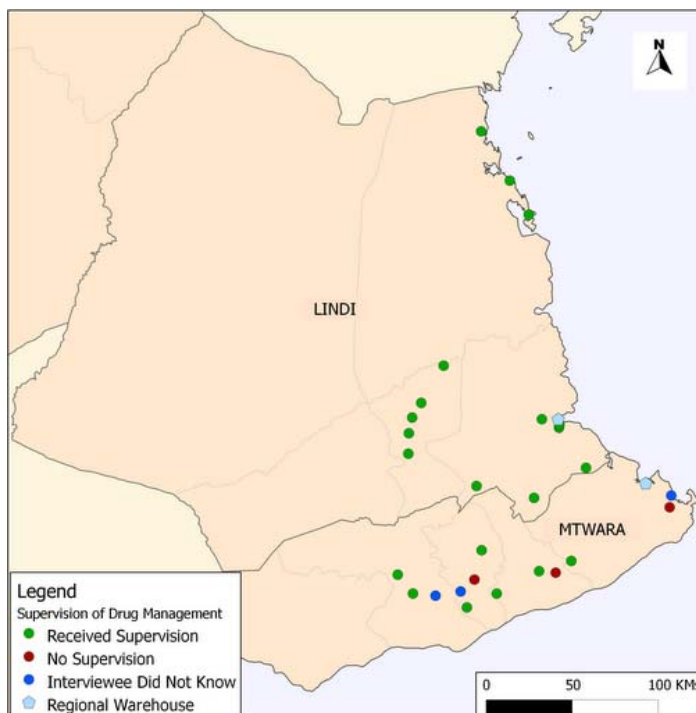 N
LINDI
MTWARA
Legend
Supervision of Drug Management
Received Supervision
No Supervision
Interviewee Did Not Know
Regional Warehouse
0 50 100 KMs